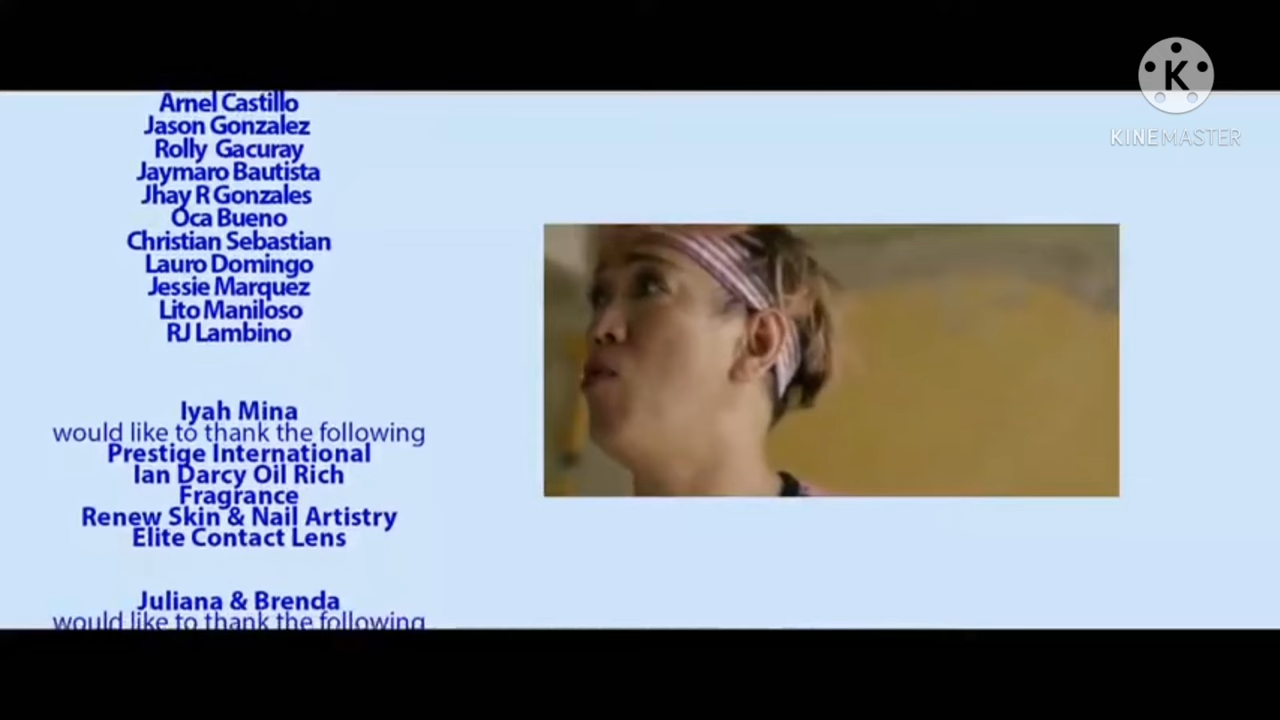 Arnel Castillo
Jason Gonzalez
Rolly Gacuray
Jaymaro Bautista
Jhay R Gonzales
Oca Bueno
Christian Sebastian
Lauro Domingo
Jessie Marquez
Lito Maniloso
RJ Lambino
Iyah Mina
would like to thank the following
Prestige International
Ian Darcy Oil Rich
Fragrance
Renew Skin & Nail Artistry
Elite Contact Lens
Juliana & Brenda
would like to thank the following
K
KINEMASTER